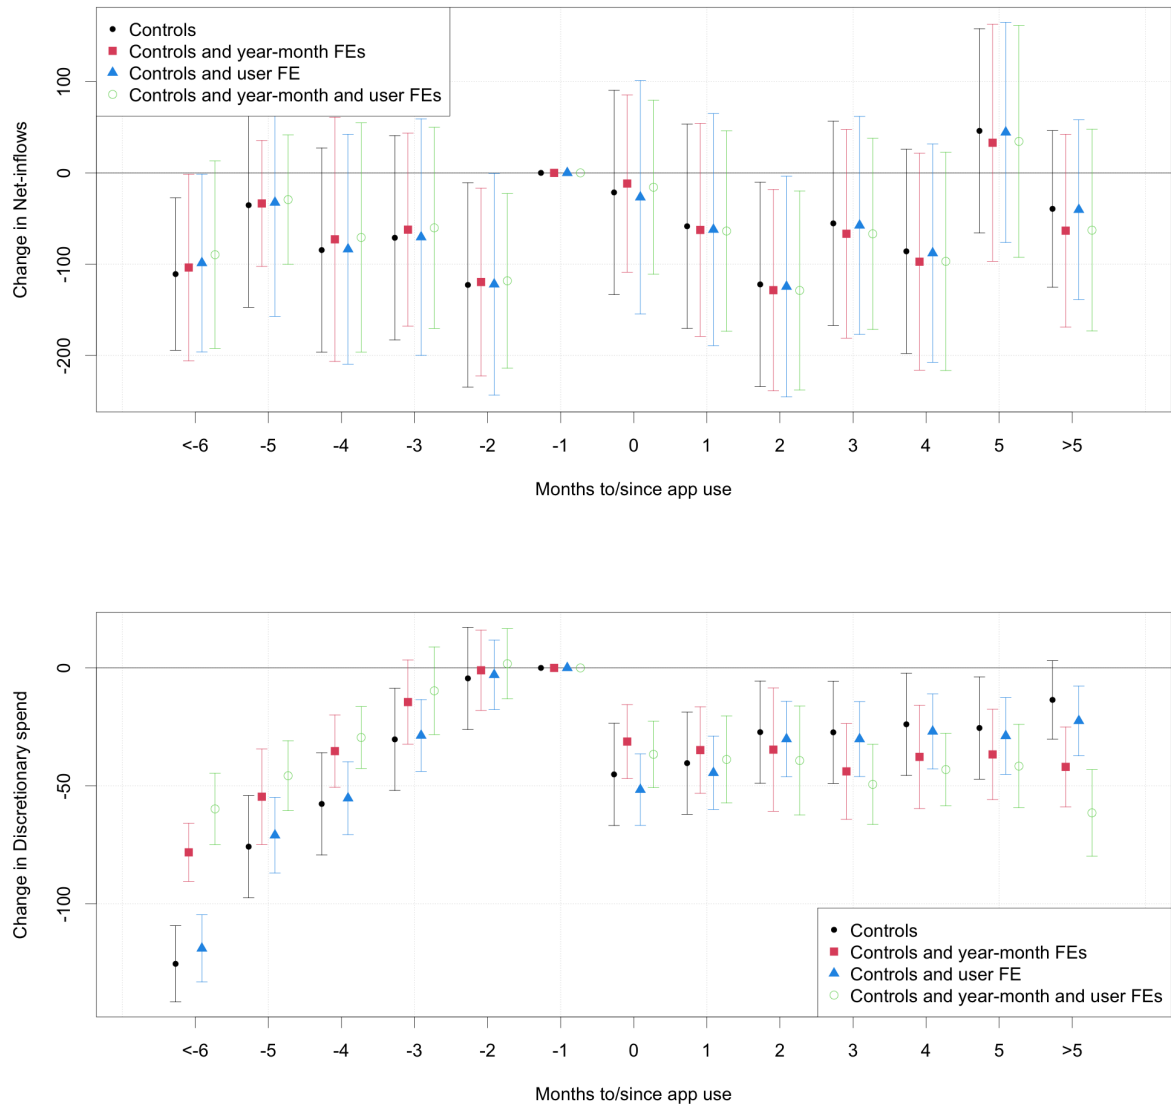 Controls
Controls and year-month FEs
Controls and user FE
Controls and year-month and user FEs
Change in Net-inflows
100
0
-100
-200
<-6 -5 -4 -3 -2 -1 0 1 2 3 4 5 >5
Months to/since app use
Change in Discretionary spend
0
-50
-100
Controls
Controls and year-month FEs
Controls and user FE
Controls and year-month and user FEs
<-6 -5 -4 -3 -2 -1 0 1 2 3 4 5 >5
Months to/since app use